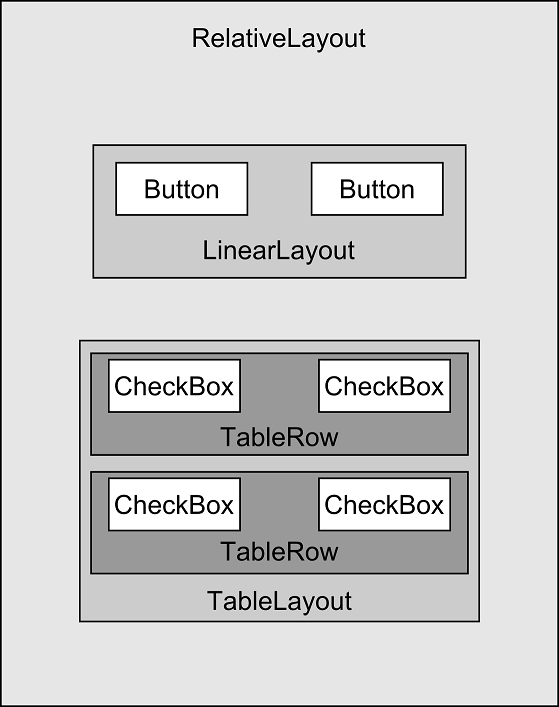 RelativeLayout
Button Button
LinearLayout
CheckBox CheckBox
TableRow
CheckBox CheckBox
TableRow
TableLayout